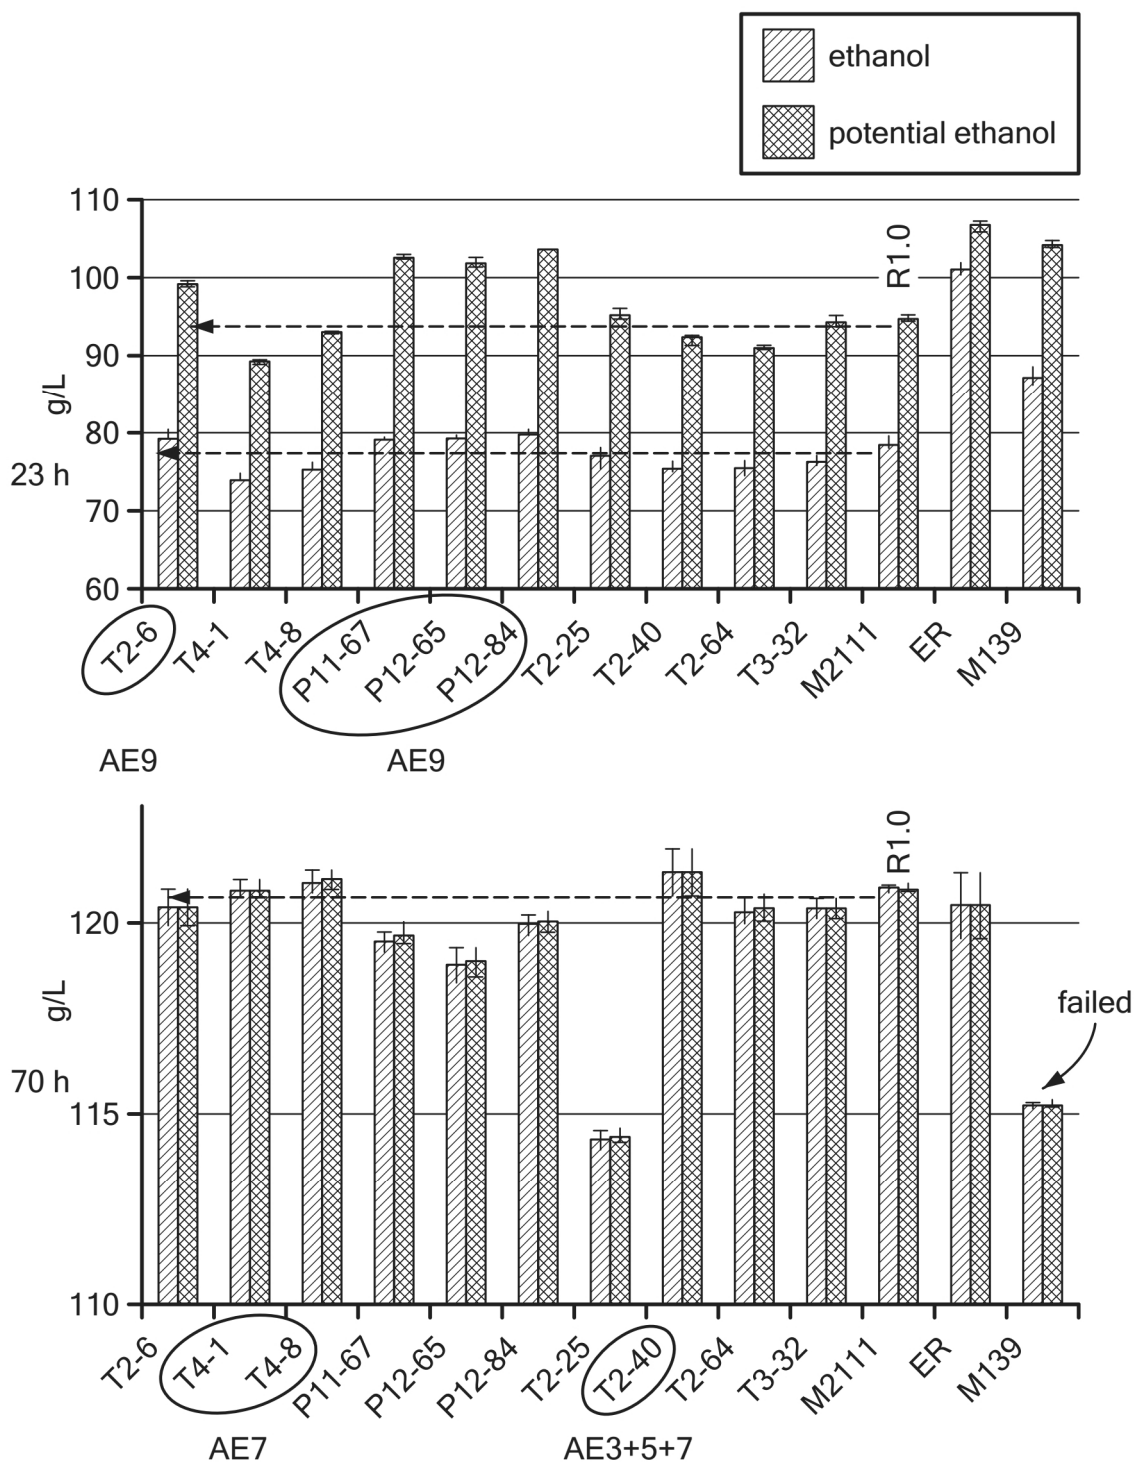 ethanol
potential ethanol
110
100
90
80
70
60
g/L
23 h
R1.0
T2-6
T4-1
T4-8
P11-67
P12-65
P12-84
T2-25
T2-40
T2-64
T3-32
M2111
ER
M139
AE9
AE9
120
115
110
g/L
70 h
R1.0
failed
T2-6
T4-1
T4-8
P11-67
P12-65
P12-84
T2-25
T2-40
T2-64
T3-32
M2111
ER
M139
AE7
AE3+5+7